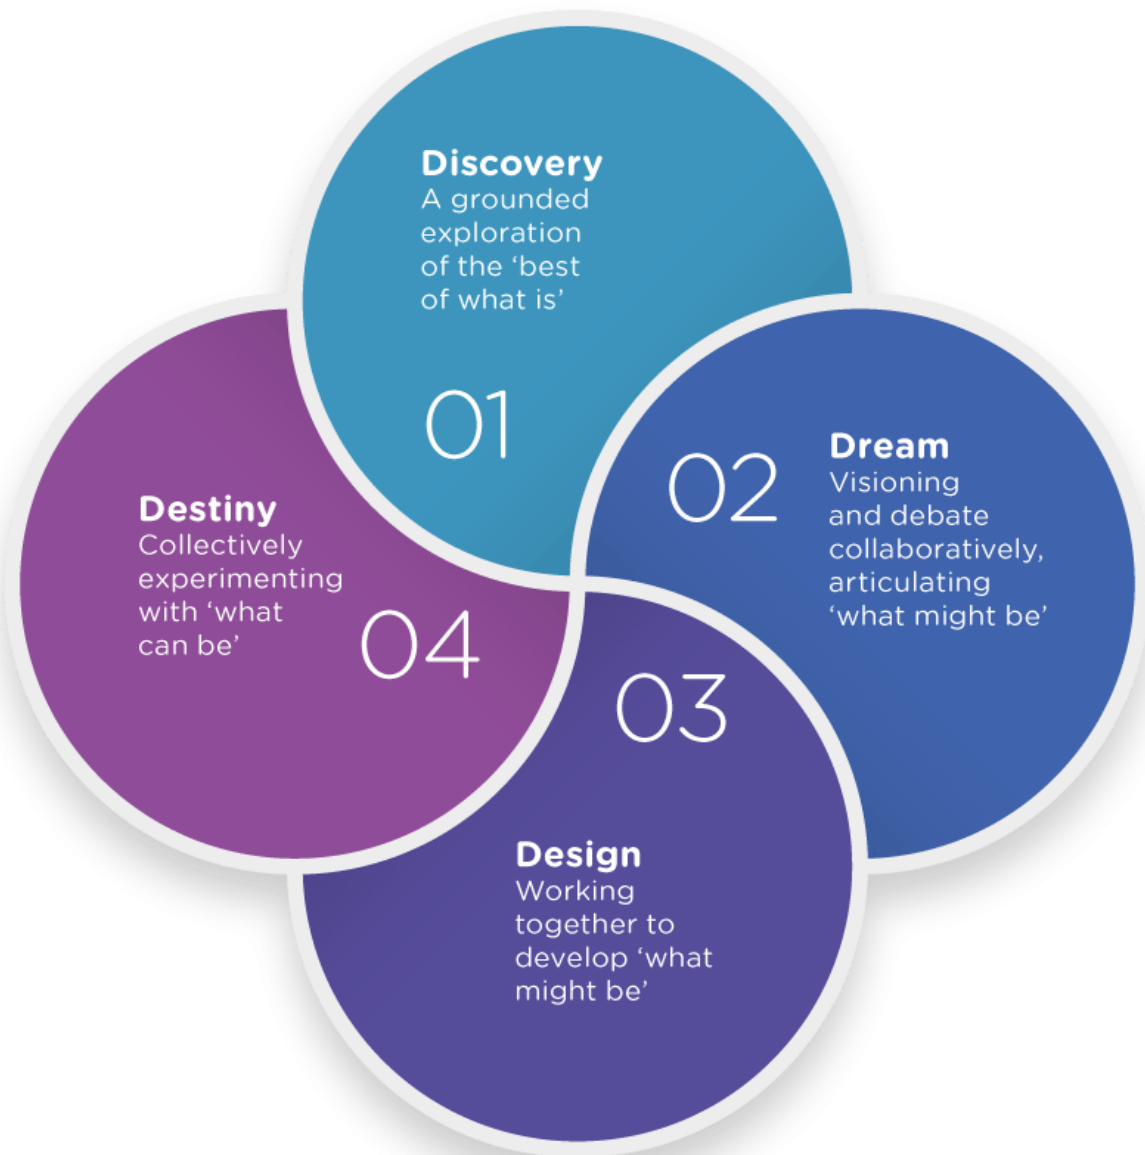 Discovery
A grounded
exploration
of the ‘best
of what is’
01
02
Dream
Visioning
and debate
collaboratively,
articulating
‘what might be’
03
Design
Working
together to
develop ‘what
might be’
Destiny
Collectively
experimenting
with ‘what
can be’
04